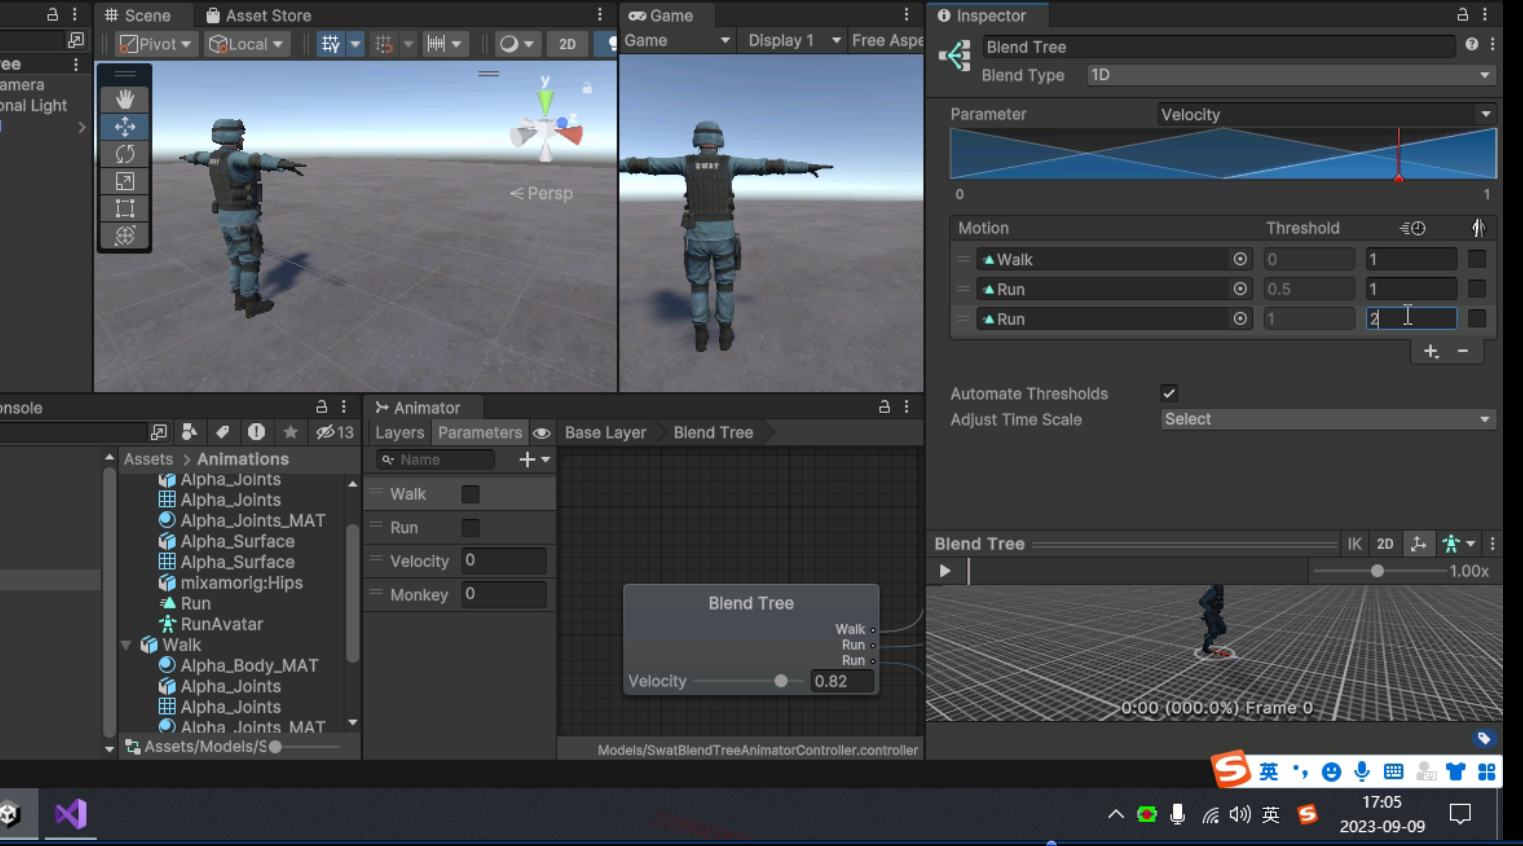 Scene
Asset Store
Game
Inspector
Pivot
Local
2D
Game
Display 1
Free Aspe
Blend Tree
Blend Type
1D
ree
amera
onal Light
Parameter
Velocity
0
1
y
z
Persp
SWAT
Motion
Threshold
Walk
0
1
Run
0.5
1
Run
1
2
Automate Thresholds
Adjust Time Scale
Select
onsole
13
Assets > Animations
Alpha_Joints
Alpha_Joints
Alpha_Joints_MAT
Alpha_Surface
Alpha_Surface
mixamorig:Hips
Run
RunAvatar
Walk
Alpha_Body_MAT
Alpha_Joints
Alpha_Joints
Alpha_Joints_MAT
Assets/Models/S
Animator
Layers
Parameters
Base Layer
Blend Tree
Name
Walk
Run
Velocity
0
Monkey
0
Blend Tree
Walk
Run
Run
Velocity
0.82
Models/SwatBlendTreeAnimatorController.controller
Blend Tree
IK
2D
1.00x
0:00 (000.0%) Frame 0
英
英
17:05
2023-09-09